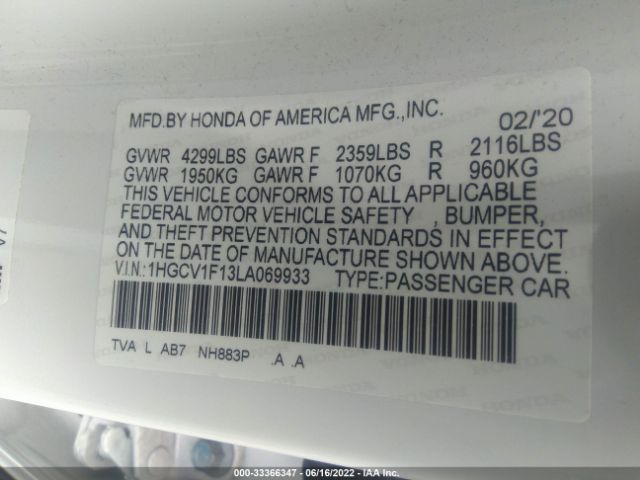 MFD.BY HONDA OF AMERICA MFG.,INC. 02/'20
GVWR 4299LBS GAWR F 2359LBS R 2116LBS
GVWR 1950KG GAWR F 1070KG R 960KG
THIS VEHICLE CONFORMS TO ALL APPLICABLE
FEDERAL MOTOR VEHICLE SAFETY , BUMPER,
AND THEFT PREVENTION STANDARDS IN EFFECT
ON THE DATE OF MANUFACTURE SHOWN ABOVE.
V.I.N.:1HGCV1F13LA069933 TYPE:PASSENGER CAR
TVA L AB7 NH883P .A .A
000-33366347 - 06/16/2022 - IAA Inc.